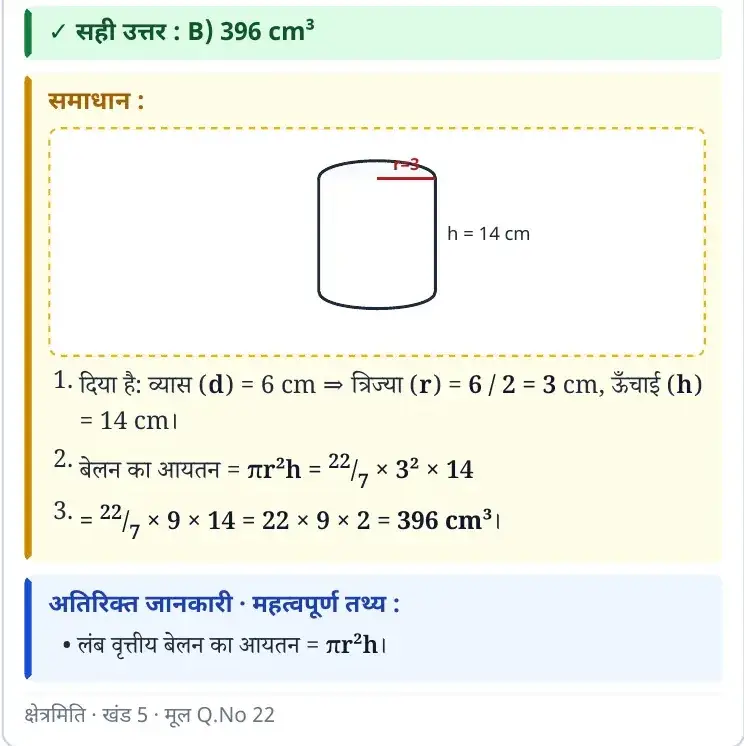 ✓ सही उत्तर : B) 396 cm³
समाधान :
r=3
h = 14 cm
1. दिया है: व्यास (d) = 6 cm ⇒ त्रिज्या (r) = 6 / 2 = 3 cm, ऊँचाई (h)
= 14 cm।
2. बेलन का आयतन = πr²h = ²²/₇ × 3² × 14
3. = ²²/₇ × 9 × 14 = 22 × 9 × 2 = 396 cm³।
अतिरिक्त जानकारी · महत्वपूर्ण तथ्य :
• लंब वृत्तीय बेलन का आयतन = πr²h।
क्षेत्रमिति · खंड 5 · मूल Q.No 22